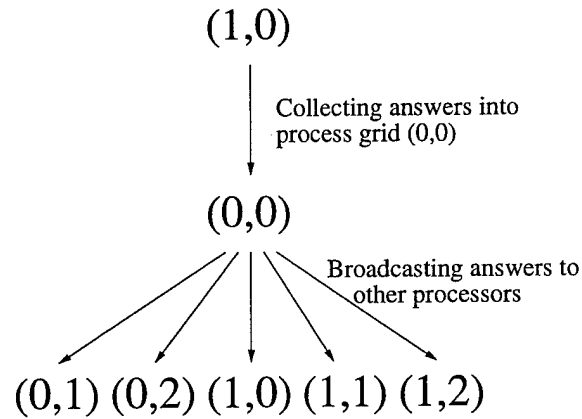 (1,0)
Collecting answers into
process grid (0,0)
(0,0)
Broadcasting answers to
other processors
(0,1) (0,2) (1,0) (1,1) (1,2)